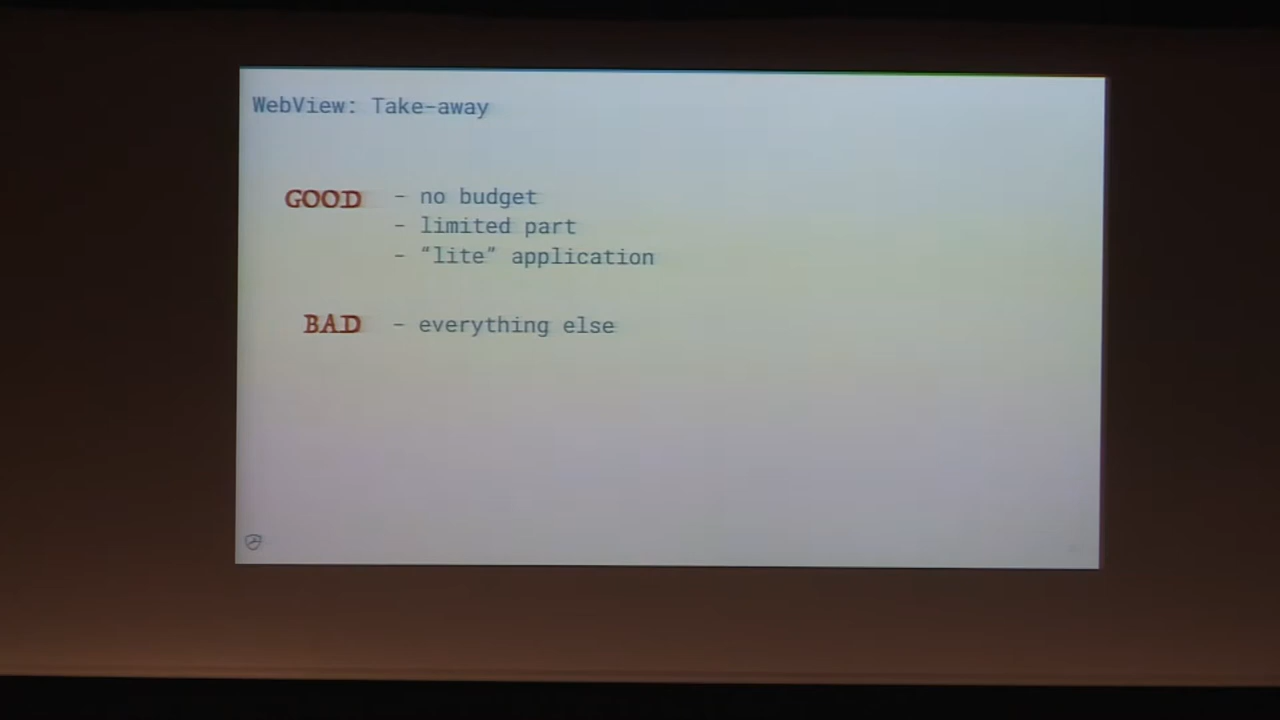 WebView: Take-away
GOOD - no budget
- limited part
- “lite” application
BAD - everything else